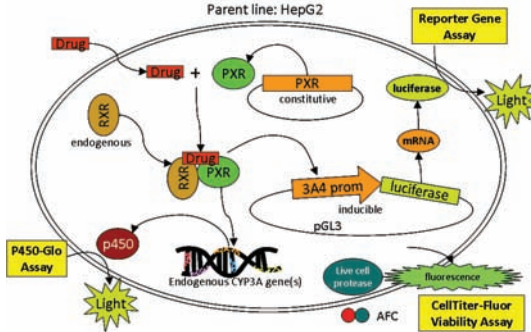 Parent line: HepG2
Reporter Gene
Assay
Drug
Drug
+
PXR
PXR
constitutive
luciferase
Light
RXR
endogenous
mRNA
Drug
RXR
PXR
3A4 prom
luciferase
inducible
pGL3
p450
P450-Glo
Assay
Endogenous CYP3A gene(s)
Live cell
protease
fluorescence
Light
AFC
CellTiter-Fluor
Viability Assay